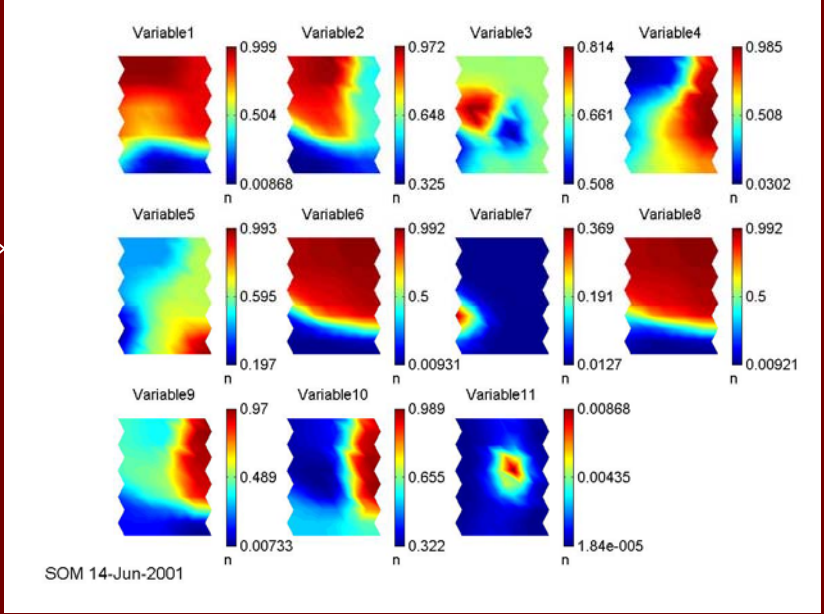 Variable1 Variable2 Variable3 Variable4
0.999 0.972 0.814 0.985
0.504 0.648 0.661 0.508
0.00868 0.325 0.508 0.0302
n n n n
Variable5 Variable6 Variable7 Variable8
0.993 0.992 0.369 0.992
0.595 0.5 0.191 0.5
0.197 0.00931 0.0127 0.00921
n n n n
Variable9 Variable10 Variable11
0.97 0.989 0.00868
0.489 0.655 0.00435
0.00733 0.322 1.84e-005
n n n
SOM 14-Jun-2001